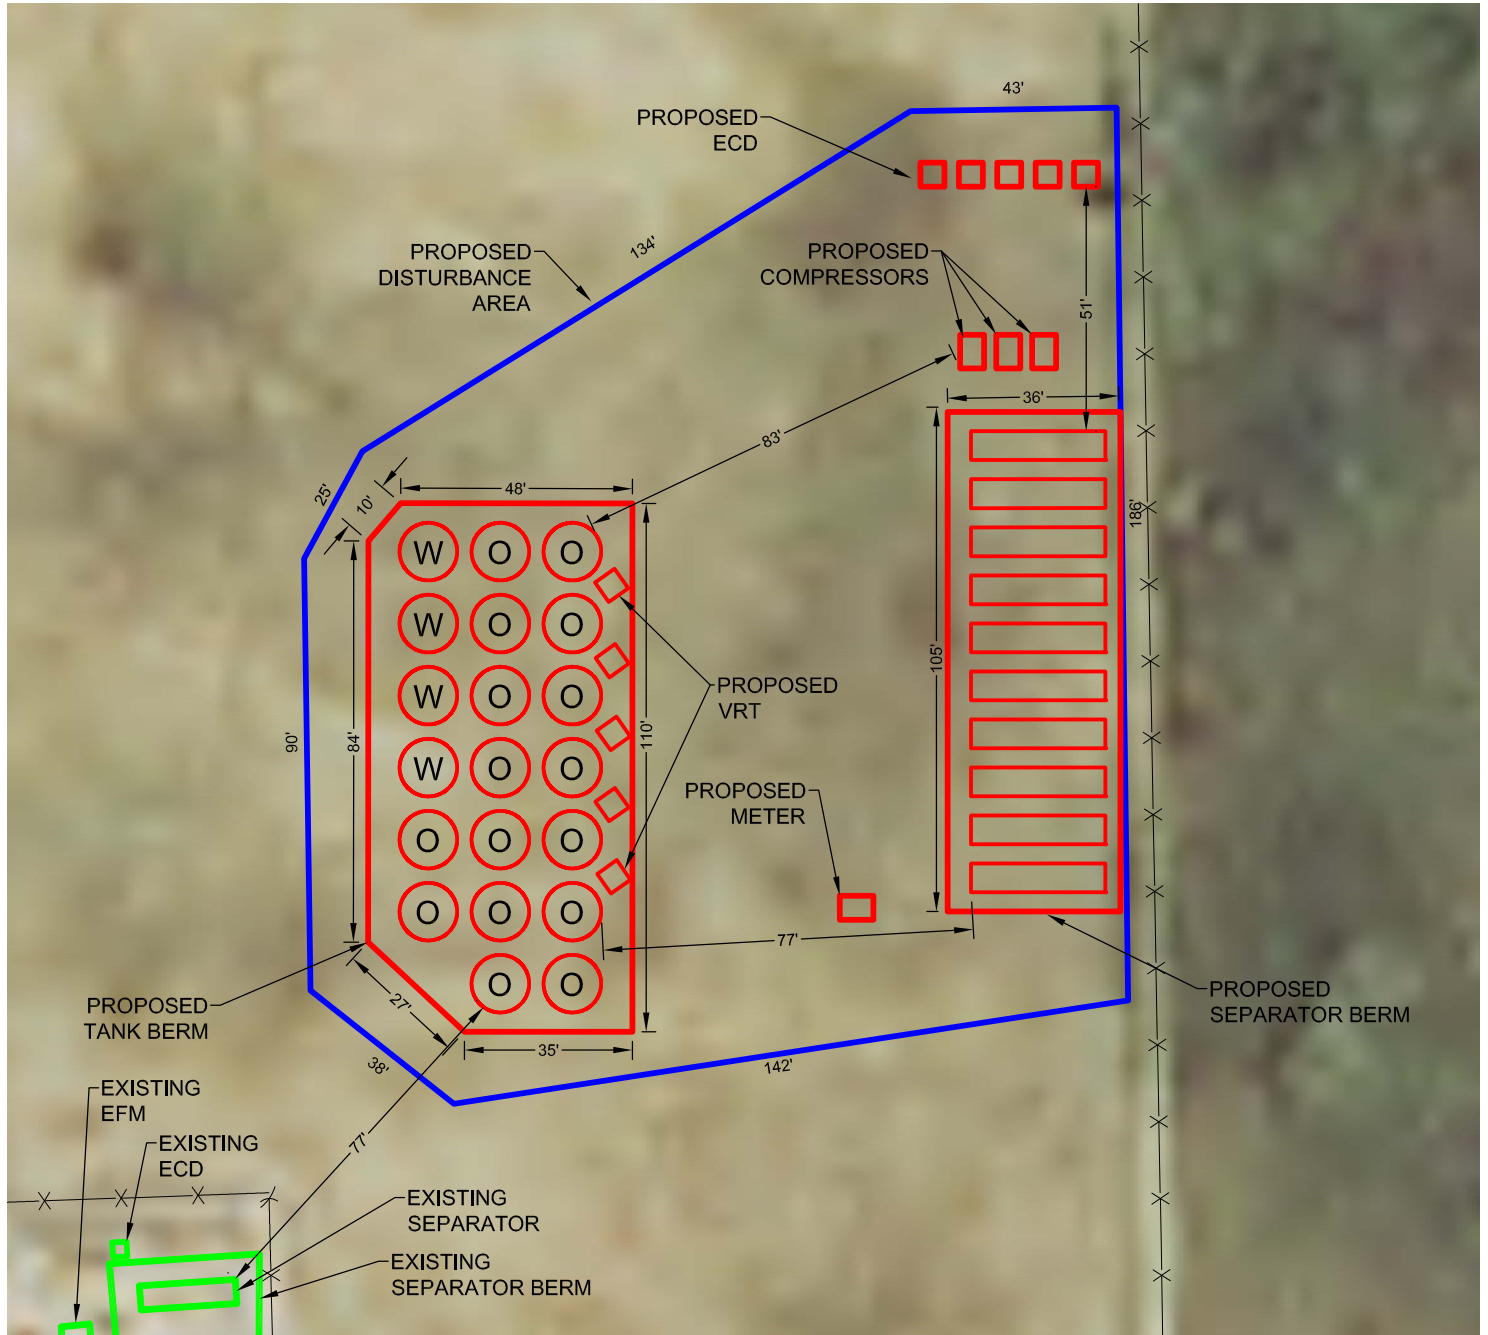 43'
PROPOSED
ECD
134'
PROPOSED
DISTURBANCE
AREA
PROPOSED
COMPRESSORS
51'
36'
83'
25'
10'
48'
186'
W O O
W O O
W O O
W O O
O O O
O O O
O O
105'
PROPOSED
VRT
90'
84'
110'
PROPOSED
METER
77'
PROPOSED
TANK BERM
27'
PROPOSED
SEPARATOR BERM
35'
38'
142'
EXISTING
EFM
77'
EXISTING
ECD
EXISTING
SEPARATOR
EXISTING
SEPARATOR BERM